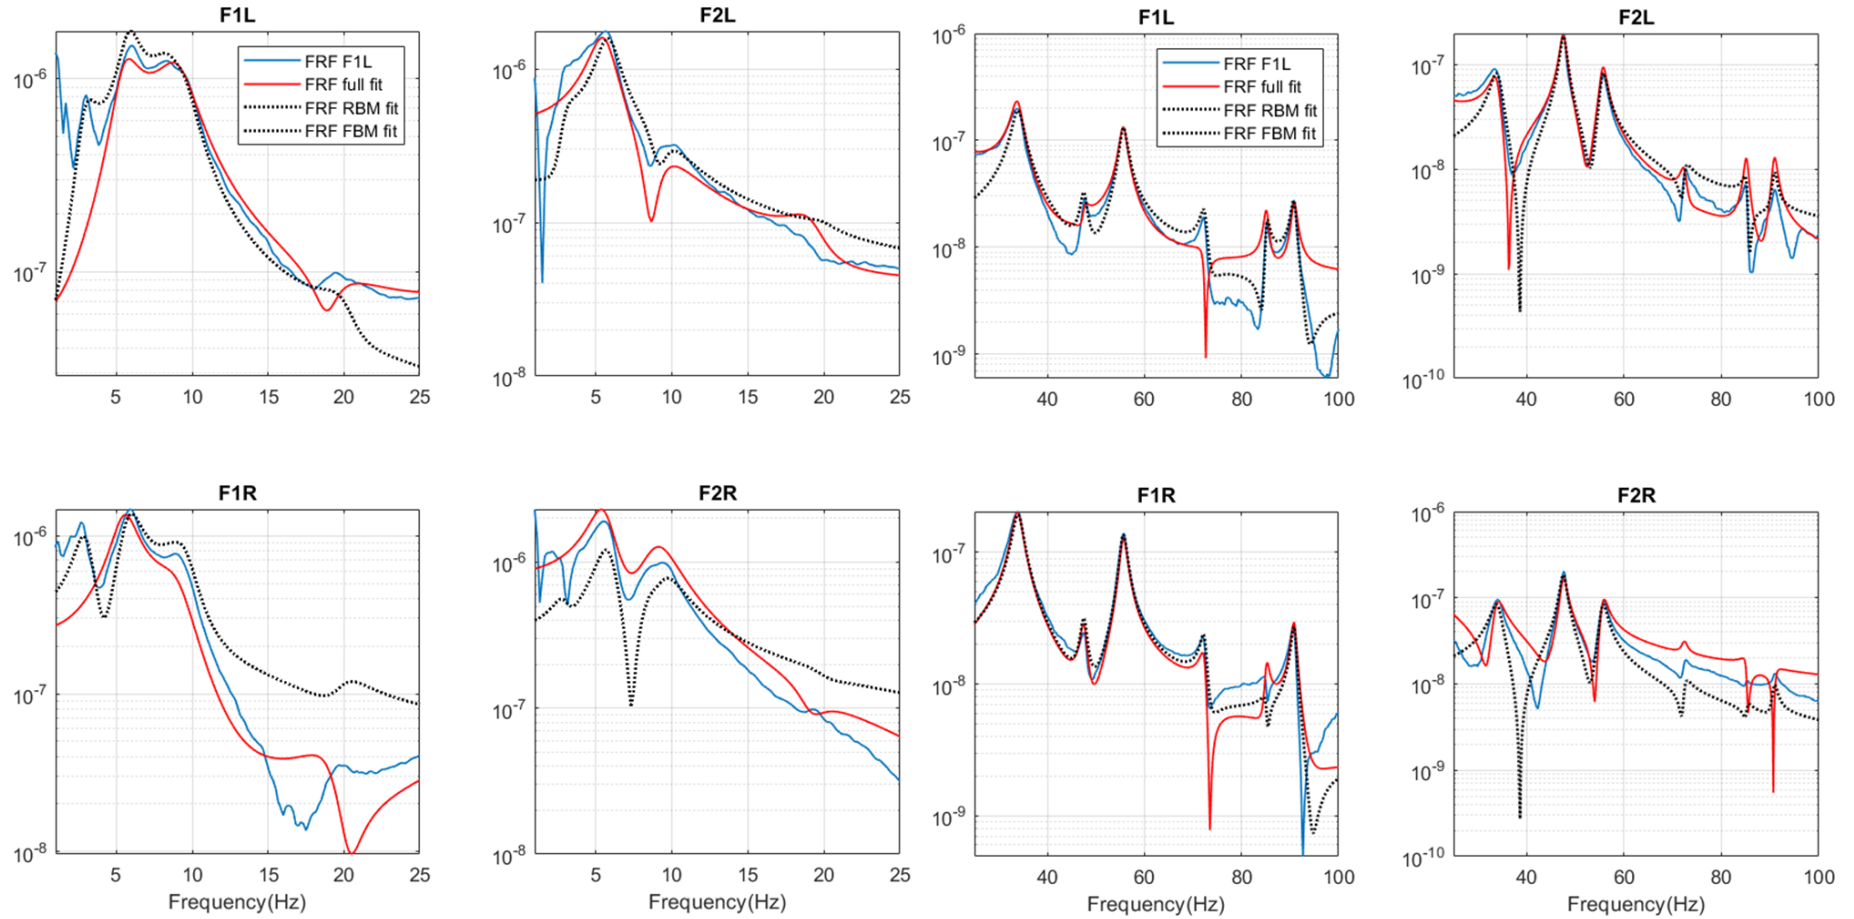 F1L
F2L
F1L
F2L
FRF F1L
FRF full fit
FRF RBM fit
FRF FBM fit
10^-6
10^-7
5 10 15 20 25
10^-6
10^-7
10^-8
5 10 15 20 25
FRF F1L
FRF full fit
FRF RBM fit
FRF FBM fit
10^-6
10^-7
10^-8
10^-9
40 60 80 100
10^-7
10^-8
10^-9
10^-10
40 60 80 100
F1R
F2R
F1R
F2R
10^-6
10^-7
10^-8
5 10 15 20 25
Frequency(Hz)
10^-6
10^-7
10^-8
5 10 15 20 25
Frequency(Hz)
10^-7
10^-8
10^-9
40 60 80 100
Frequency(Hz)
10^-6
10^-7
10^-8
10^-9
10^-10
40 60 80 100
Frequency(Hz)